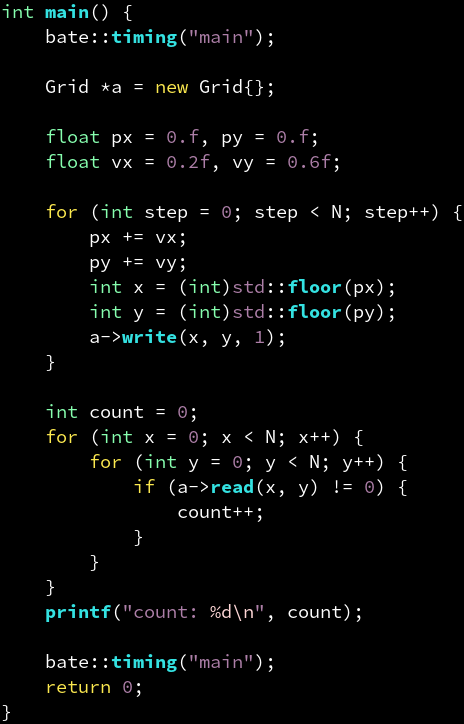 int main() {
    bate::timing("main");

    Grid *a = new Grid{};

    float px = 0.f, py = 0.f;
    float vx = 0.2f, vy = 0.6f;

    for (int step = 0; step < N; step++) {
        px += vx;
        py += vy;
        int x = (int)std::floor(px);
        int y = (int)std::floor(py);
        a->write(x, y, 1);
    }

    int count = 0;
    for (int x = 0; x < N; x++) {
        for (int y = 0; y < N; y++) {
            if (a->read(x, y) != 0) {
                count++;
            }
        }
    }
    printf("count: %d\n", count);

    bate::timing("main");
    return 0;
}